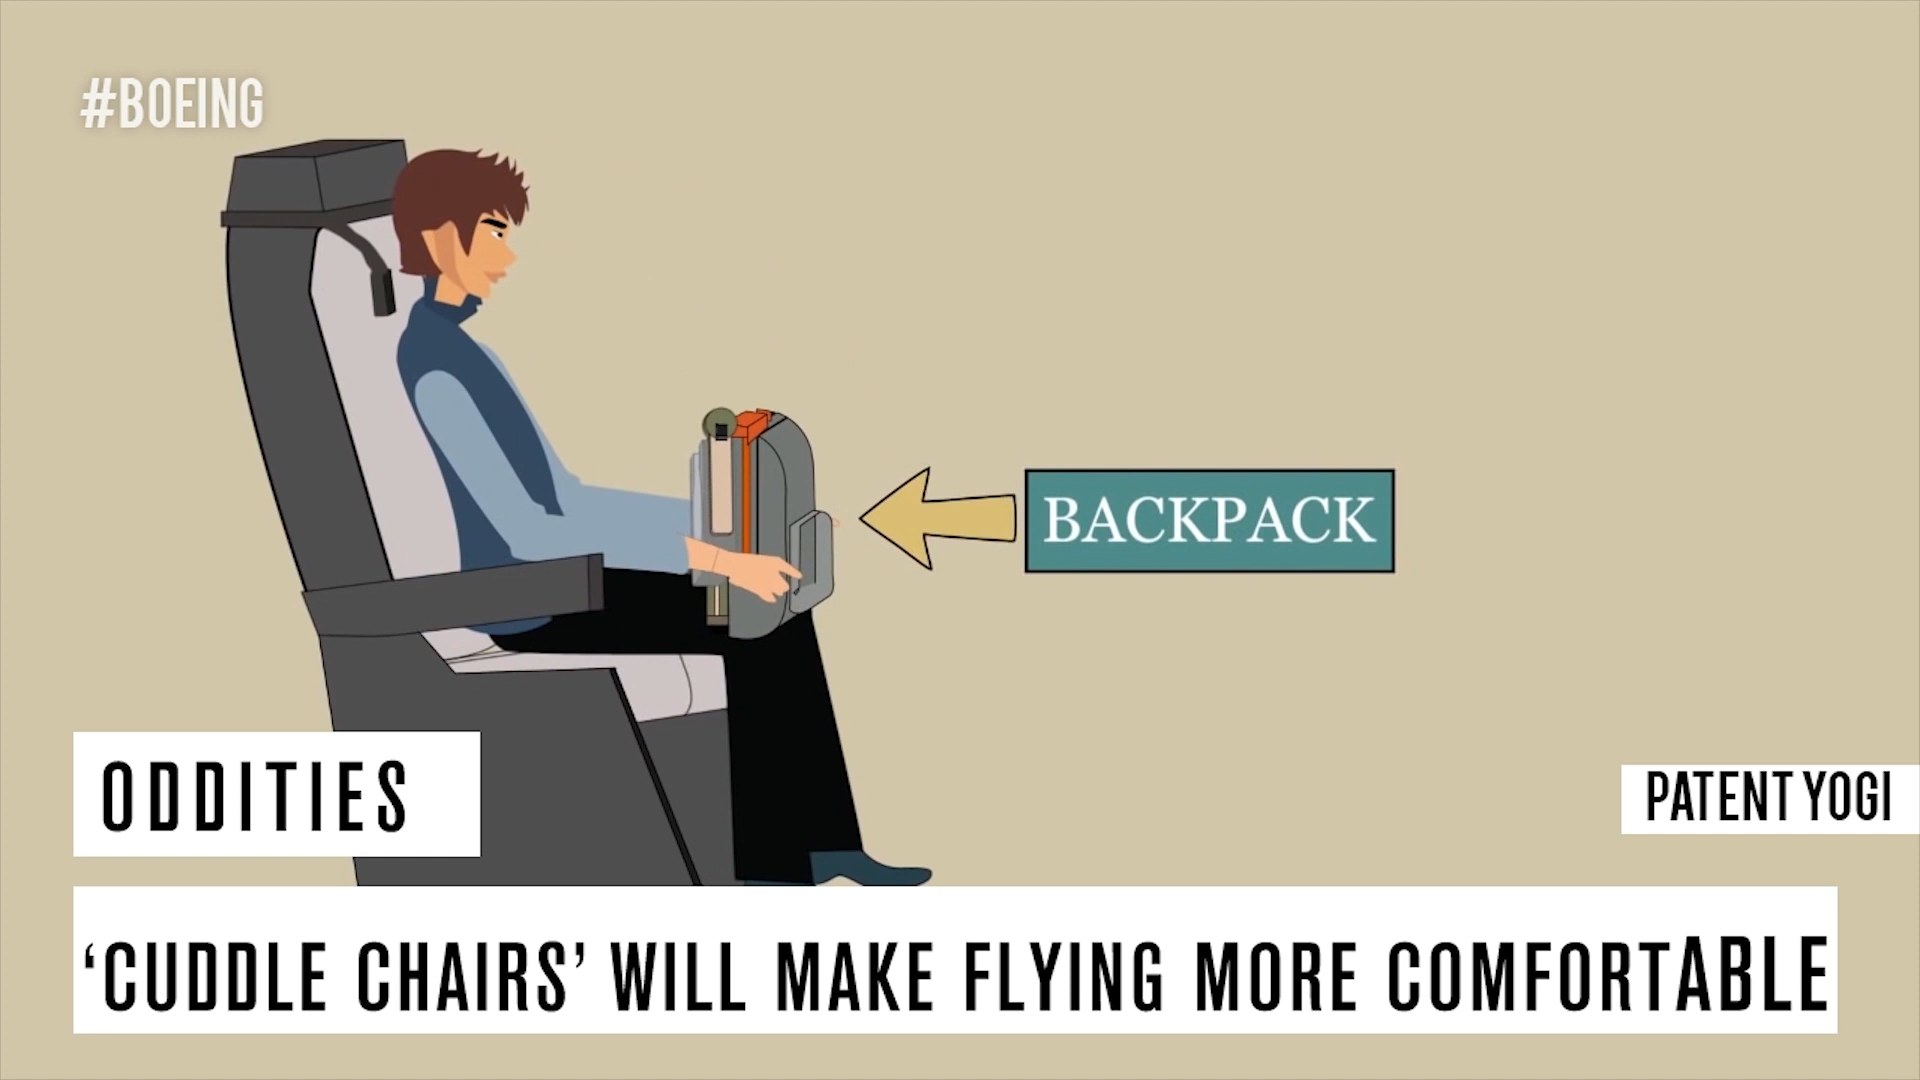 #BOEING
BACKPACK
ODDITIES
PATENT YOGI
‘CUDDLE CHAIRS’ WILL MAKE FLYING MORE COMFORTABLE